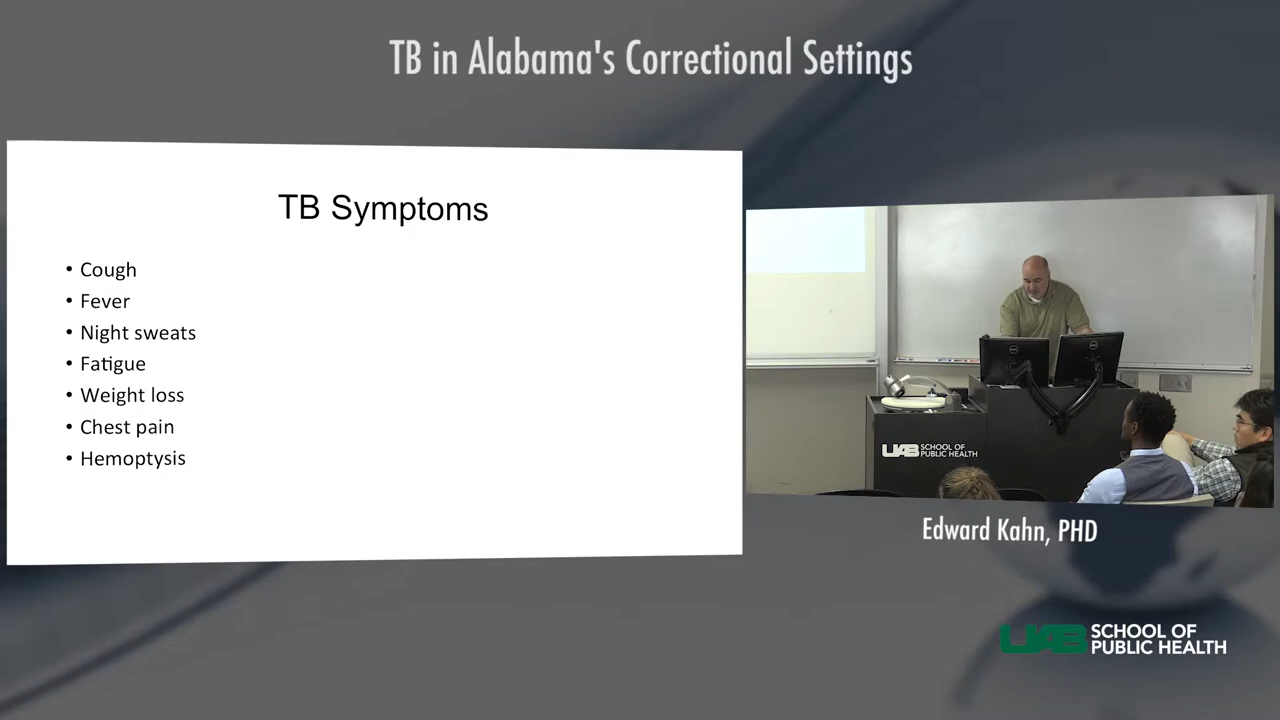 TB in Alabama's Correctional Settings
TB Symptoms
• Cough
• Fever
• Night sweats
• Fatigue
• Weight loss
• Chest pain
• Hemoptysis
UAB SCHOOL OF
PUBLIC HEALTH
Edward Kahn, PHD
UAB SCHOOL OF
PUBLIC HEALTH